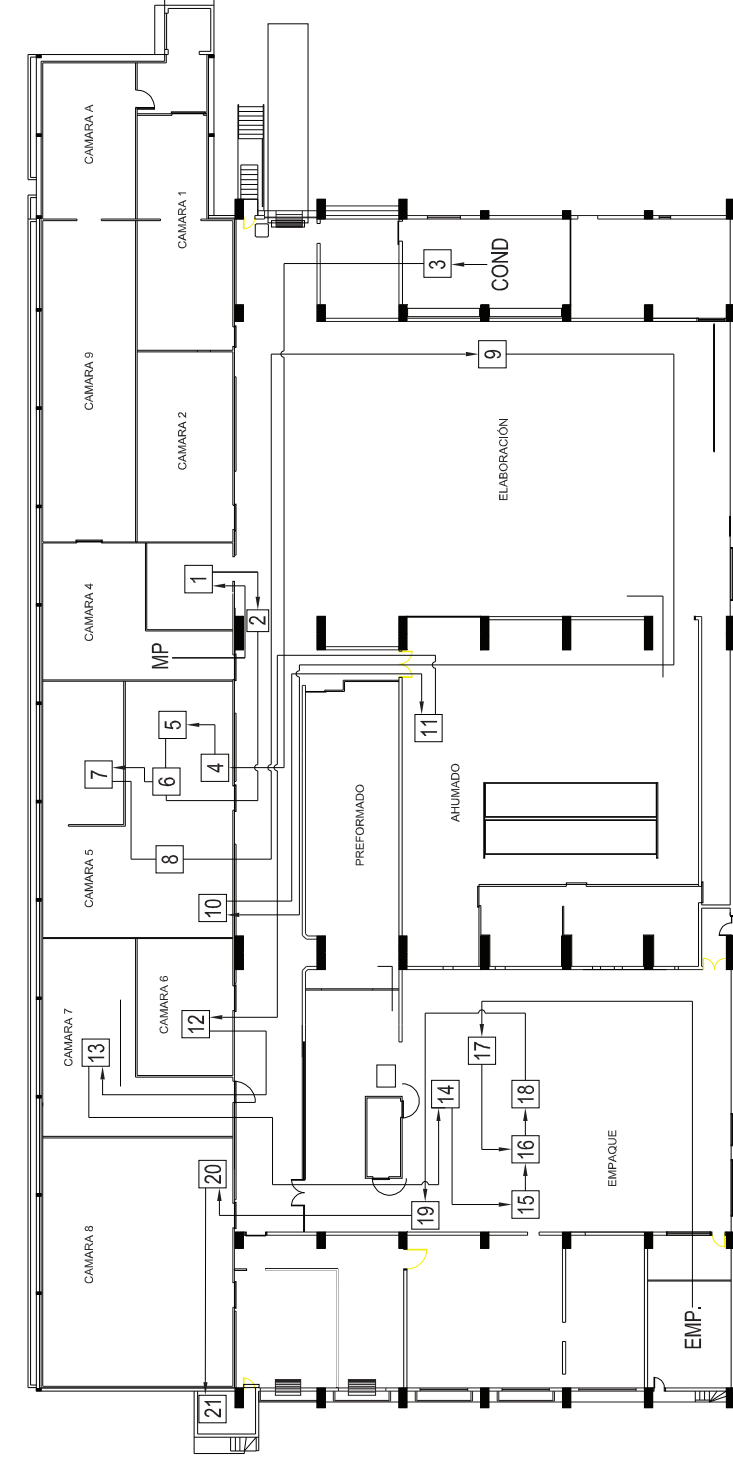 CAMARA 7
CAMARA 8
CAMARA 5
CAMARA 4
CAMARA 9
CAMARA A
13
7
CAMARA 6
8
6
MP
5
CAMARA 2
CAMARA 1
12
1
21
20
10
4
2
PREFORMADO
19
11
3
14
AHUMADO
17
9
COND
ELABORACIÓN
15
16
18
EMPAQUE
EMP.